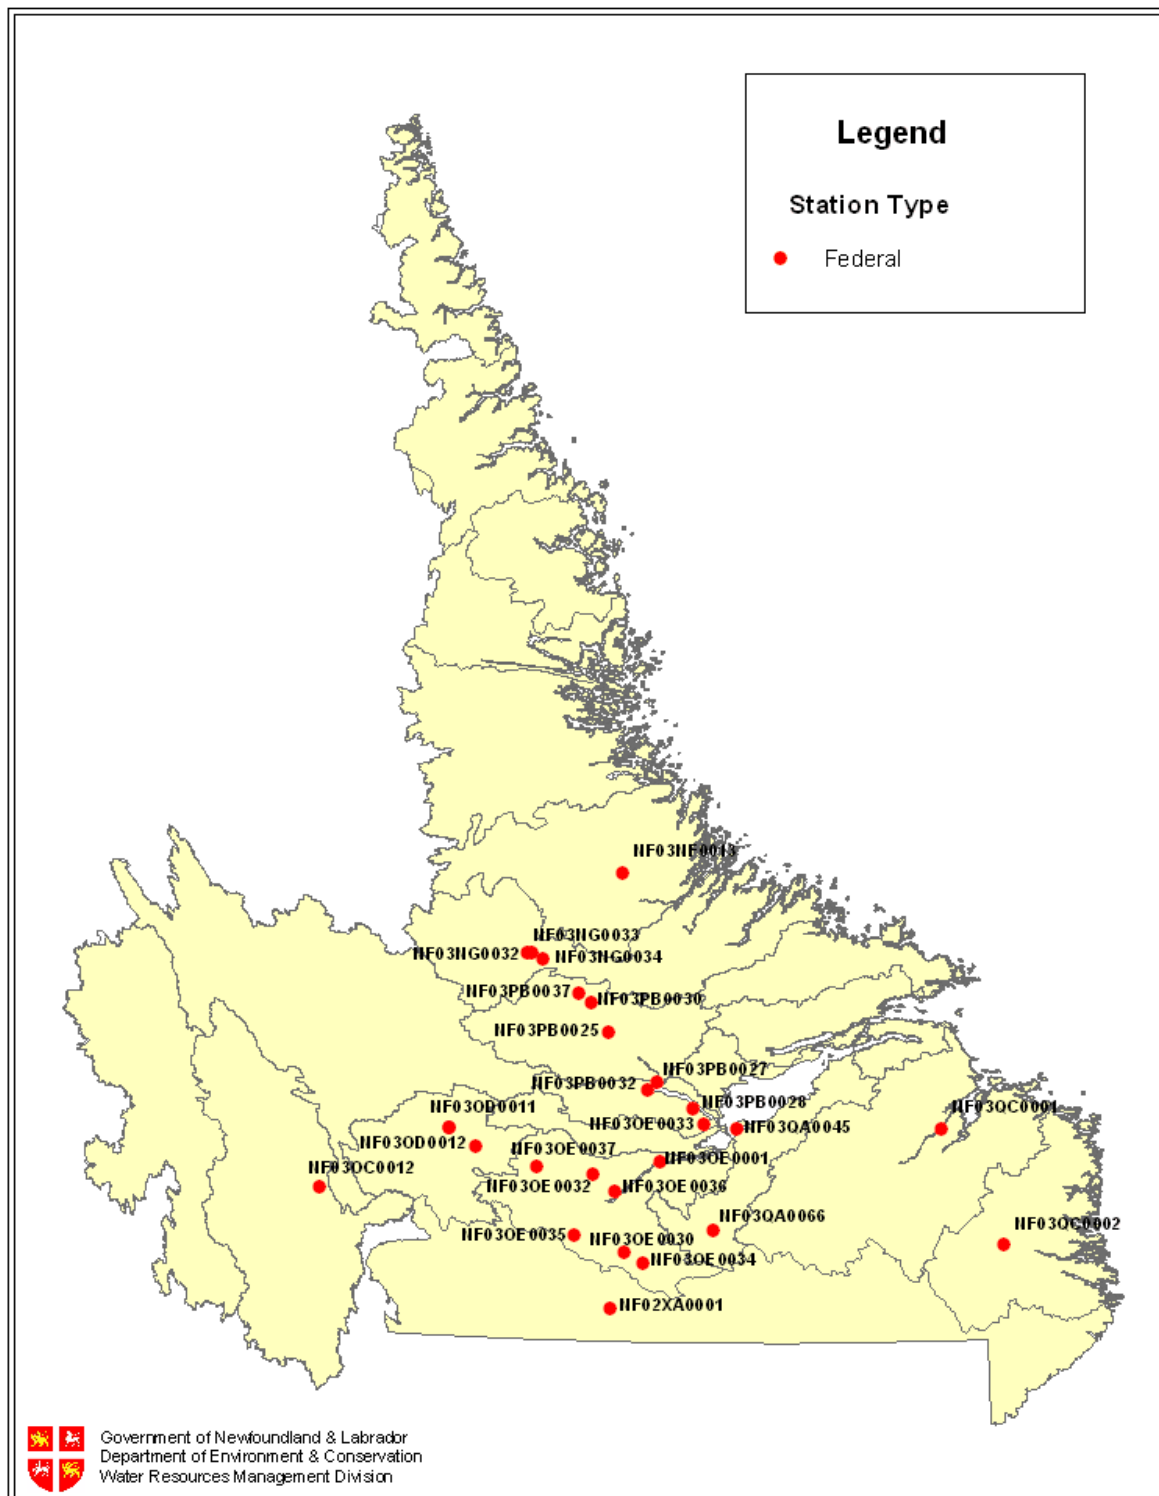 Legend
Station Type
Federal
NF03NF0013
NF03NG0033
NF03NG0032
NF03NG0034
NF03PB0037
NF03PB0030
NF03PB0025
NF03PB0027
NF03PB0032
NF03PB0028
NF03OD0011
NF03OE0033
NF03QA0045
NF03QC0001
NF03OD0012
NF03OE0037
NF03OE0001
NF03OC0012
NF03OE0032
NF03OE0036
NF03QA0066
NF03QC0002
NF03OE0035
NF03OE0030
NF03OE0034
NF02XA0001
Government of Newfoundland & Labrador
Department of Environment & Conservation
Water Resources Management Division